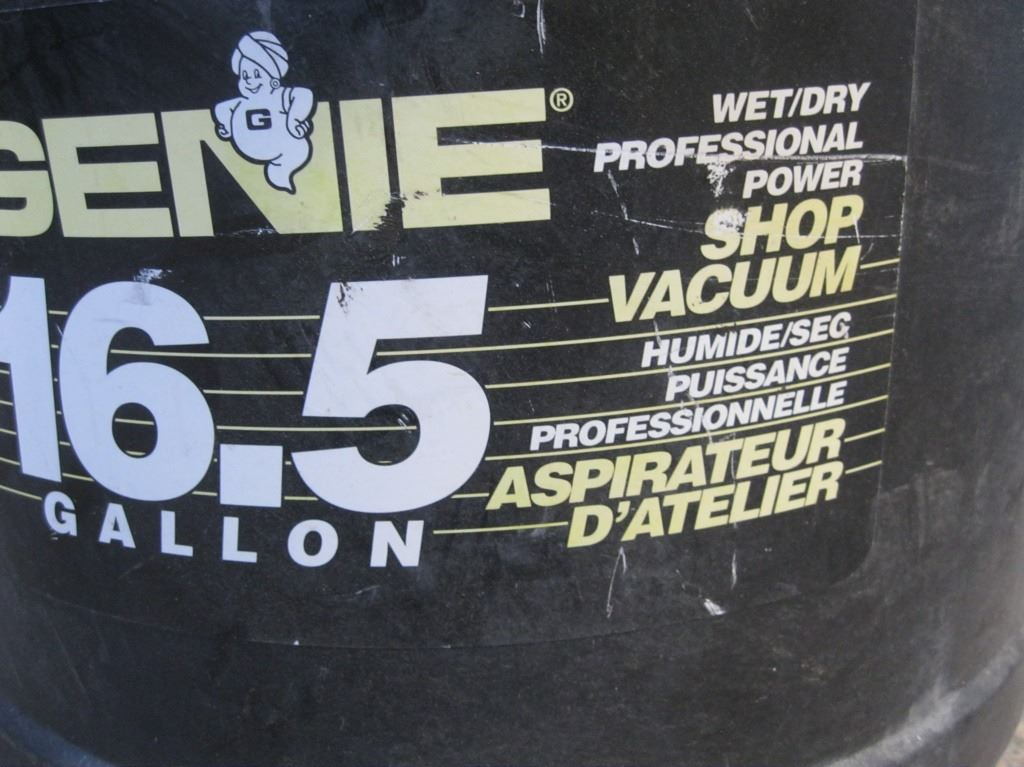 GENIE®
G
16.5
GALLON
WET/DRY
PROFESSIONAL
POWER
SHOP
VACUUM
HUMIDE/SEC
PUISSANCE
PROFESSIONNELLE
ASPIRATEUR
D'ATELIER